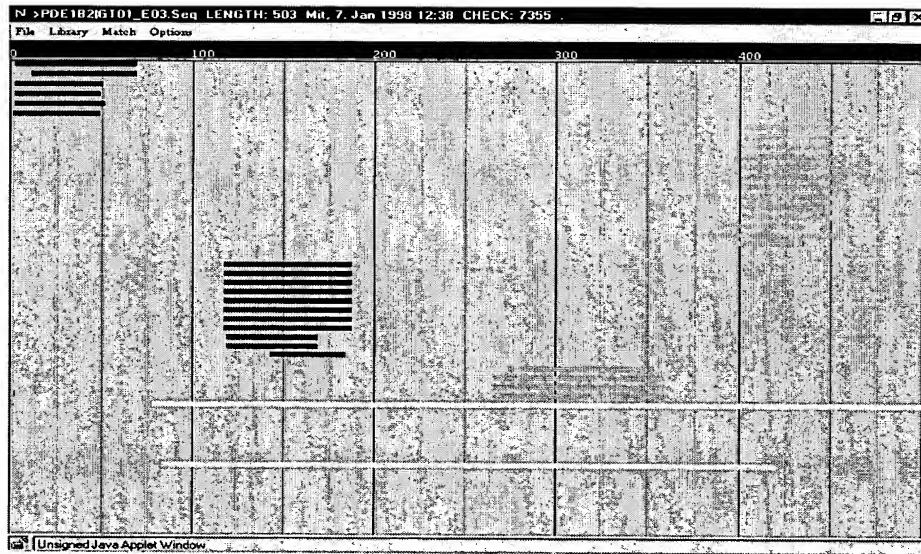 N >PDE1B2IGT01_E03.Seq LENGTH: 503 Mit, 7. Jan 1998 12:38 CHECK: 7355 ..
File Library Match Options
0 100 200 300 400
Unsigned Java Applet Window